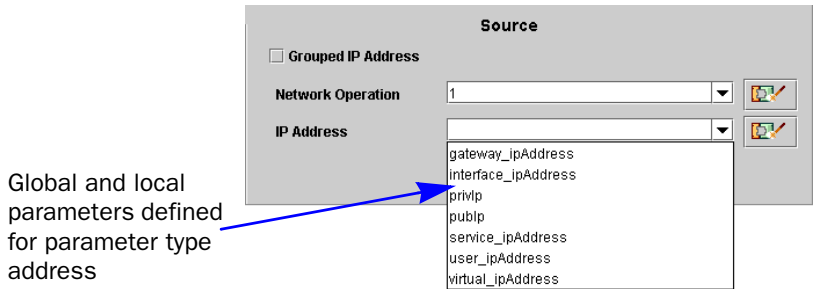 Source
Grouped IP Address
Network Operation
1
IP Address
gateway_ipAddress
interface_ipAddress
privIp
pubIp
service_ipAddress
user_ipAddress
virtual_ipAddress
Global and local
parameters defined
for parameter type
address